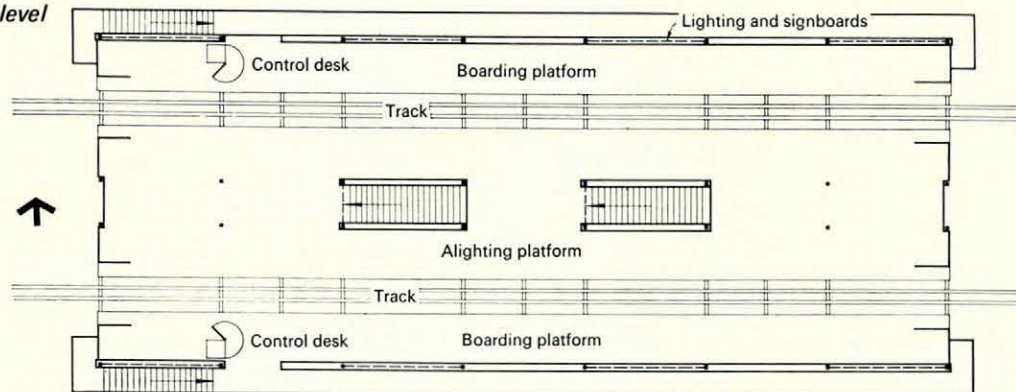 level
Lighting and signboards
Control desk
Boarding platform
Track
Alighting platform
Track
Control desk
Boarding platform